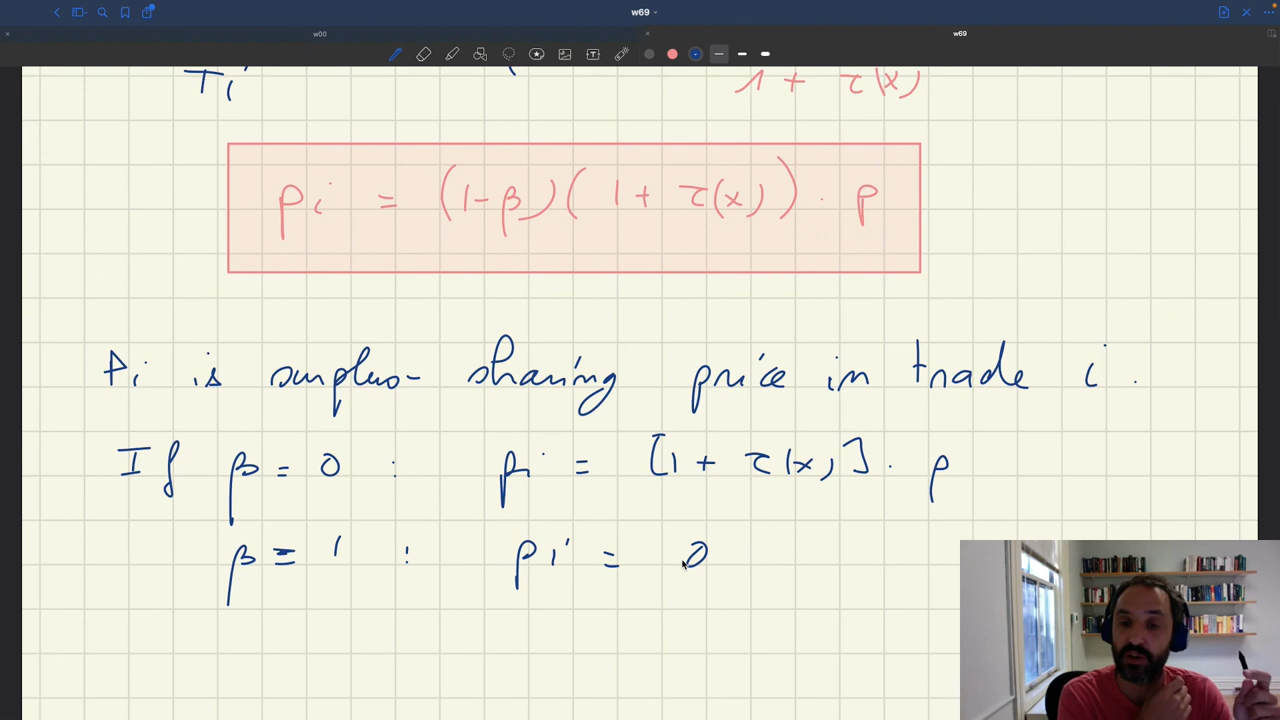 w69
w00
w69
Ti
1 + τ(x)
pi = (1-β)(1 + τ(x)) · p
pi is surplus-sharing price in trade i.
If β = 0 : pi = [1 + τ(x)] · p
β = 1 : pi = 0